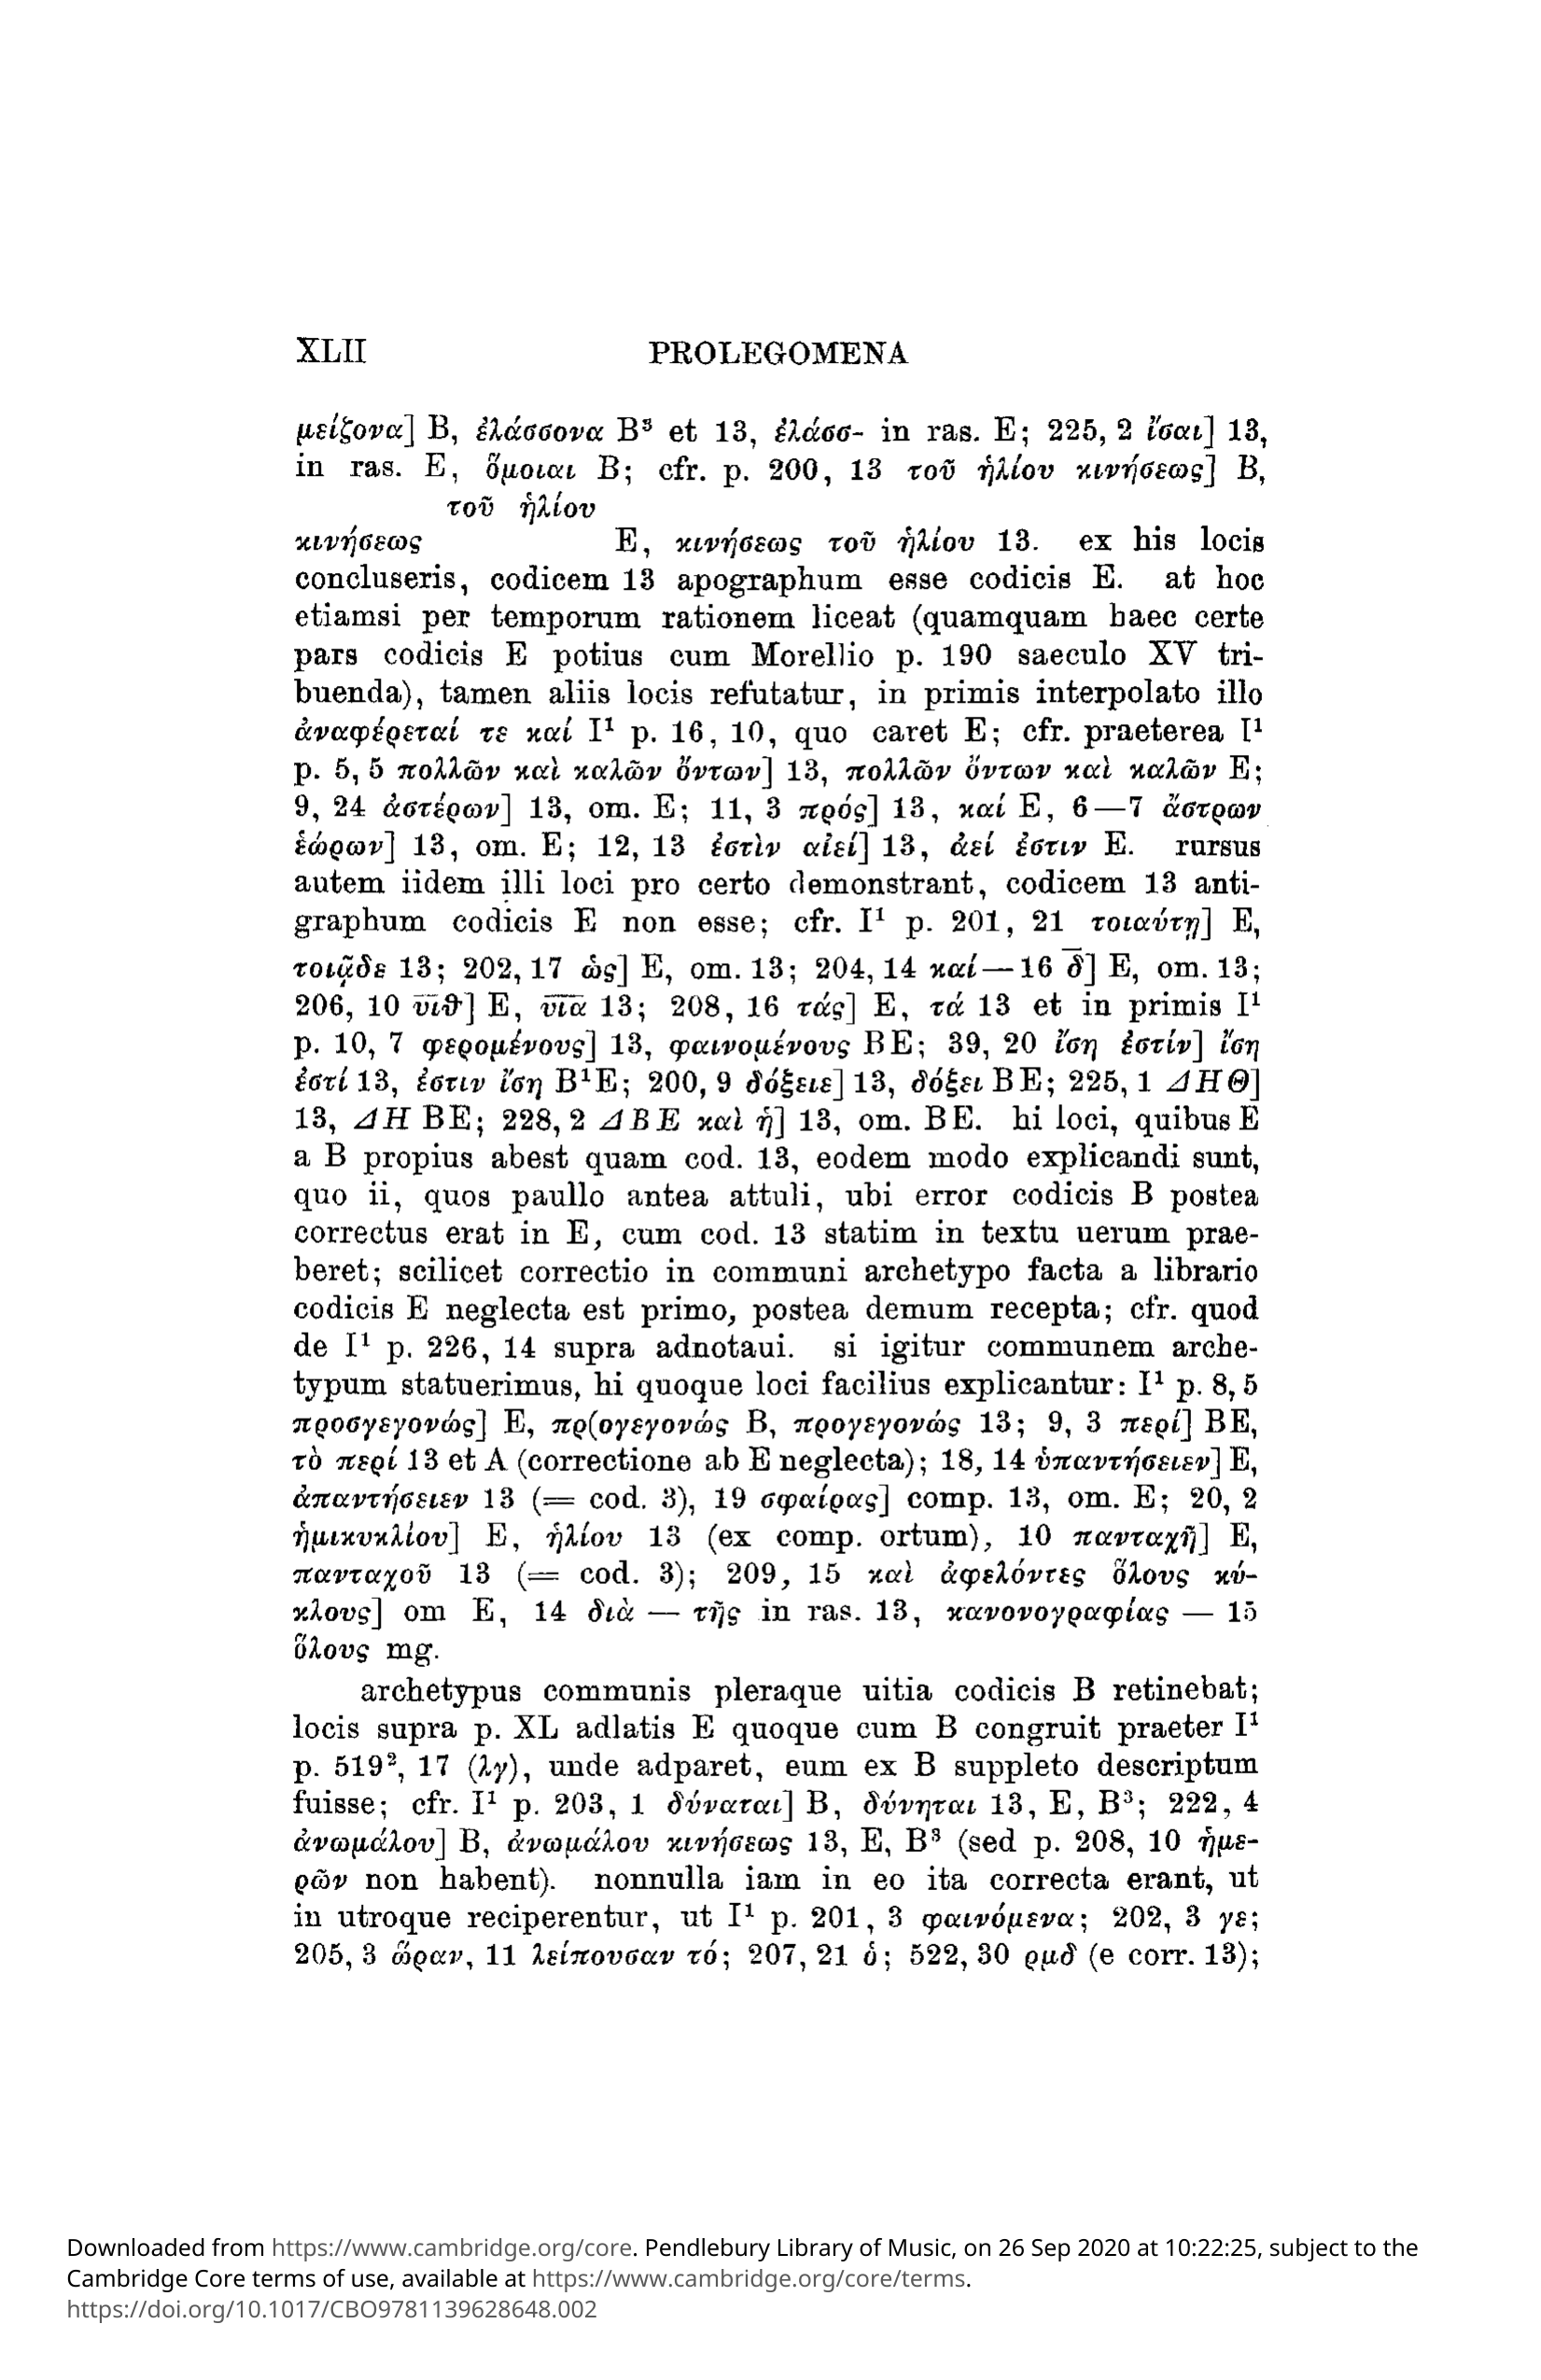 XLII PROLEGOMENA
μείζονα] B, ἐλάσσονα B³ et 13, ἐλάσσ- in ras. E; 225, 2 ἴσαι] 13,
in ras. E, ὅμοιαι B; cfr. p. 200, 13 τοῦ ἡλίου κινήσεως] B,
τοῦ ἡλίου
κινήσεως E, κινήσεως τοῦ ἡλίου 13. ex his locis
concluseris, codicem 13 apographum esse codicis E. at hoc
etiamsi per temporum rationem liceat (quamquam haec certe
pars codicis E potius cum Morellio p. 190 saeculo XV tri-
buenda), tamen aliis locis refutatur, in primis interpolato illo
ἀναφέρεταί τε καί I¹ p. 16, 10, quo caret E; cfr. praeterea I¹
p. 5, 5 πολλῶν καὶ καλῶν ὄντων] 13, πολλῶν ὄντων καὶ καλῶν E;
9, 24 ἀστέρων] 13, om. E; 11, 3 πρός] 13, καί E, 6—7 ἄστρων
ἑώρων] 13, om. E; 12, 13 ἐστὶν αἰεί] 13, ἀεί ἐστιν E. rursus
autem iidem illi loci pro certo demonstrant, codicem 13 anti-
graphum codicis E non esse; cfr. I¹ p. 201, 21 τοιαύτῃ] E,
τοιᾷδε 13; 202, 17 ὡς] E, om. 13; 204, 14 καί—16 δ̅] E, om. 13;
206, 10 υ̅ι̅θ] E, υ̅ι̅α̅ 13; 208, 16 τάς] E, τά 13 et in primis I¹
p. 10, 7 φερομένους] 13, φαινομένους BE; 39, 20 ἴση ἐστίν] ἴση
ἐστί 13, ἐστιν ἴση B¹E; 200, 9 δόξειε] 13, δόξει BE; 225, 1 ΔΗΘ]
13, ΔΗ BE; 228, 2 ΔΒΕ καὶ ἡ] 13, om. BE. hi loci, quibus E
a B propius abest quam cod. 13, eodem modo explicandi sunt,
quo ii, quos paullo antea attuli, ubi error codicis B postea
correctus erat in E, cum cod. 13 statim in textu uerum prae-
beret; scilicet correctio in communi archetypo facta a librario
codicis E neglecta est primo, postea demum recepta; cfr. quod
de I¹ p. 226, 14 supra adnotaui. si igitur communem arche-
typum statuerimus, hi quoque loci facilius explicantur: I¹ p. 8, 5
προσγεγονώς] E, πρ(ογεγονώς B, προγεγονώς 13; 9, 3 περί] BE,
τὸ περί 13 et A (correctione ab E neglecta); 18, 14 ὑπαντήσειεν] E,
ἀπαντήσειεν 13 (= cod. 3), 19 σφαίρας] comp. 13, om. E; 20, 2
ἡμικυκλίου] E, ἡλίου 13 (ex comp. ortum), 10 πανταχῇ] E,
πανταχοῦ 13 (= cod. 3); 209, 15 καὶ ἀφελόντες ὅλους κύ-
κλους] om E, 14 διὰ — τῆς in ras. 13, κανονογραφίας — 15
ὅλους mg.
archetypus communis pleraque uitia codicis B retinebat;
locis supra p. XL adlatis E quoque cum B congruit praeter I¹
p. 519², 17 (λγ), unde adparet, eum ex B suppleto descriptum
fuisse; cfr. I¹ p. 203, 1 δύναται] B, δύνηται 13, E, B³; 222, 4
ἀνωμάλου] B, ἀνωμάλου κινήσεως 13, E, B³ (sed p. 208, 10 ἡμε-
ρῶν non habent). nonnulla iam in eo ita correcta erant, ut
in utroque reciperentur, ut I¹ p. 201, 3 φαινόμενα; 202, 3 γε;
205, 3 ὥραν, 11 λείπουσαν τό; 207, 21 ὁ; 522, 30 ρμδ (e corr. 13);
Downloaded from https://www.cambridge.org/core. Pendlebury Library of Music, on 26 Sep 2020 at 10:22:25, subject to the
Cambridge Core terms of use, available at https://www.cambridge.org/core/terms.
https://doi.org/10.1017/CBO9781139628648.002